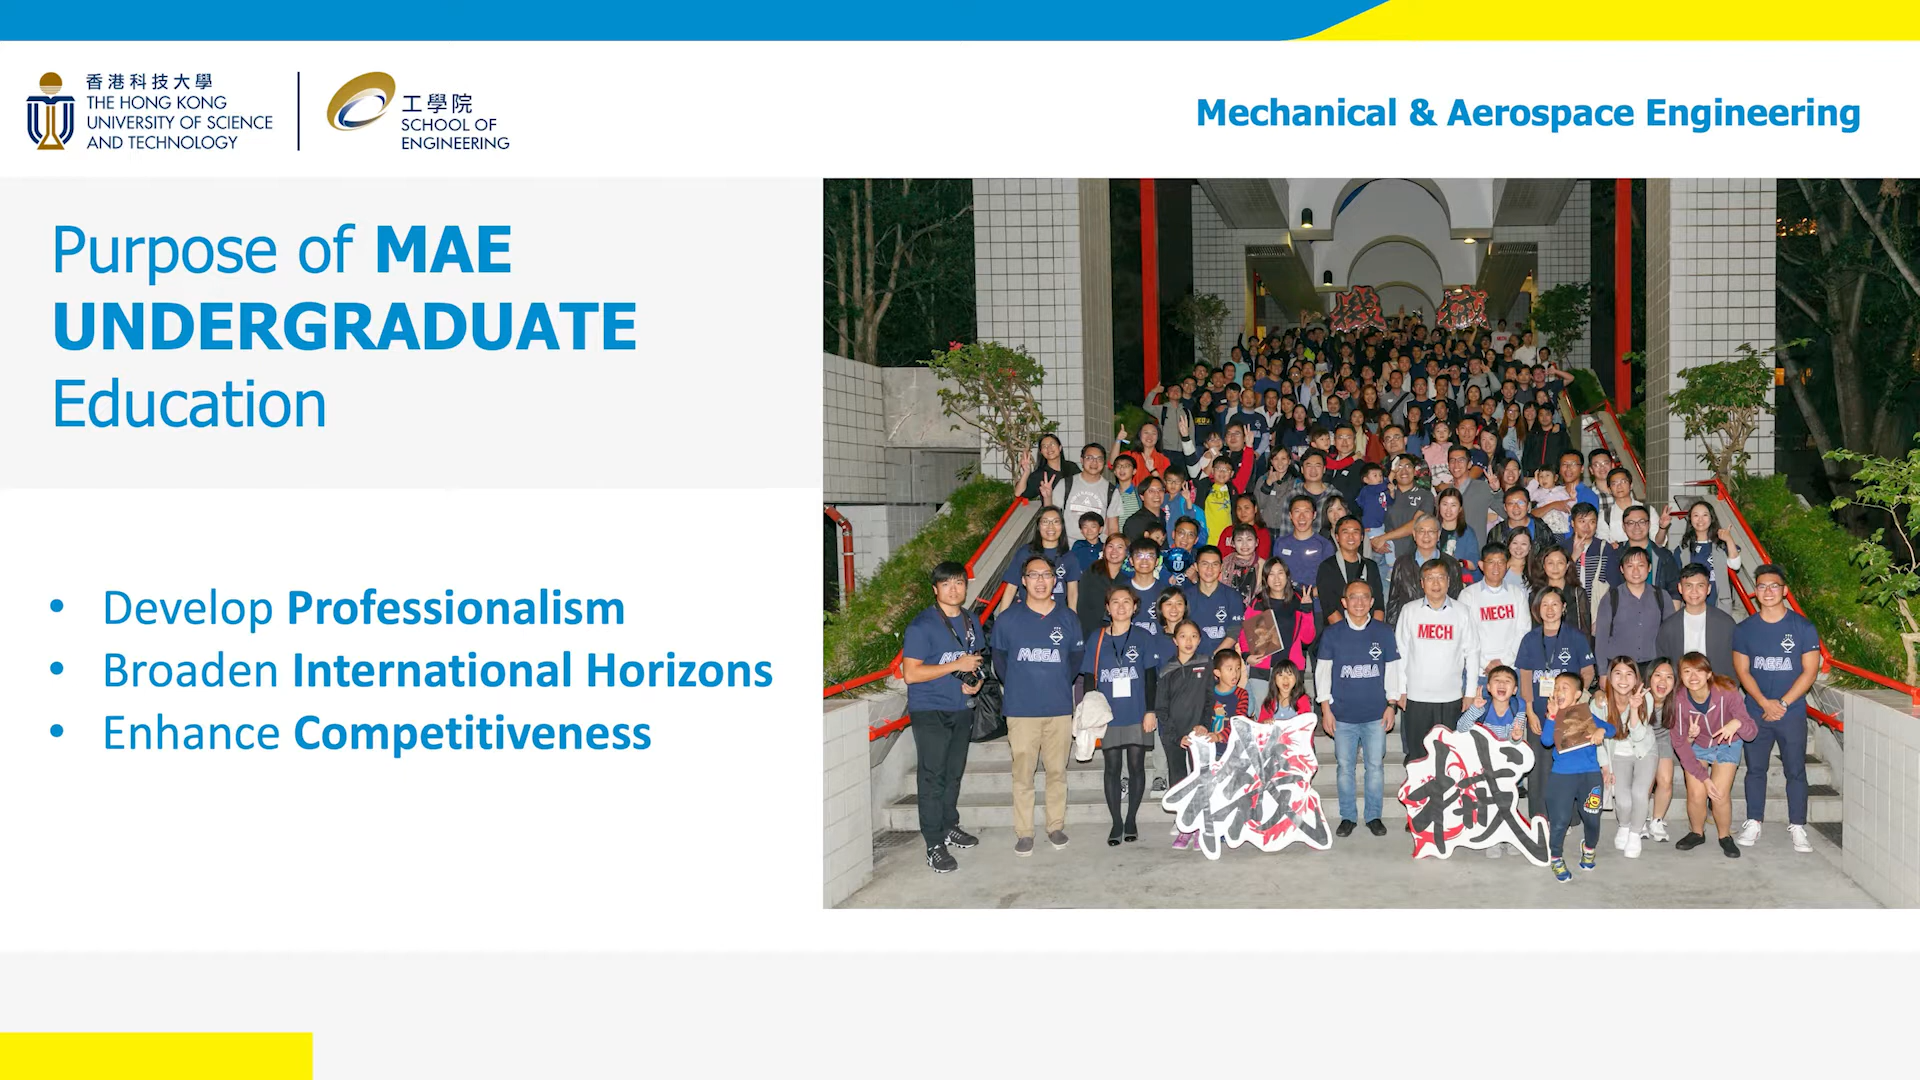 香港科技大學
THE HONG KONG
UNIVERSITY OF SCIENCE
AND TECHNOLOGY
工學院
SCHOOL OF
ENGINEERING
Mechanical & Aerospace Engineering
Purpose of MAE
UNDERGRADUATE
Education
• Develop Professionalism
• Broaden International Horizons
• Enhance Competitiveness
機 械
MECH
MECH
機 械